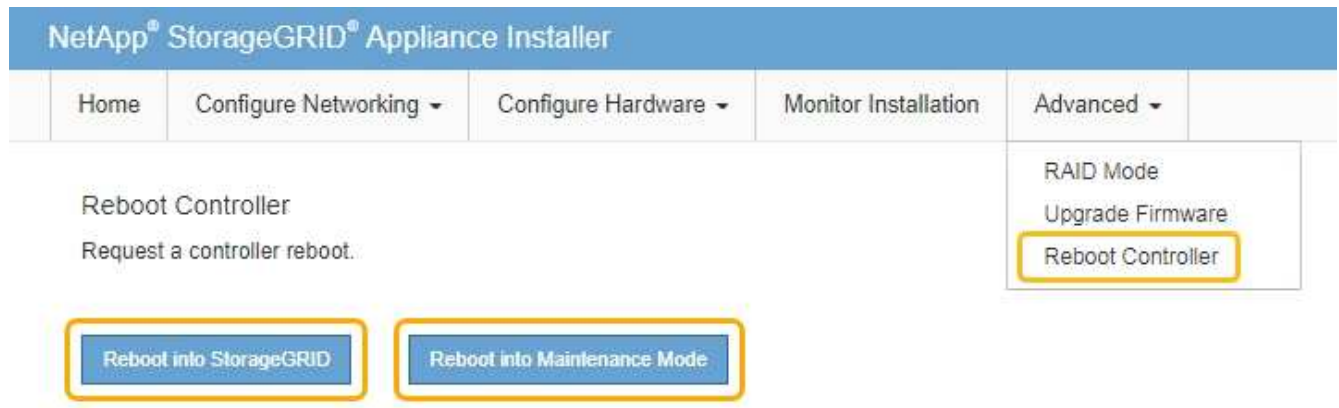 NetApp® StorageGRID® Appliance Installer
Home Configure Networking Configure Hardware Monitor Installation Advanced
RAID Mode
Upgrade Firmware
Reboot Controller
Reboot Controller
Request a controller reboot.
Reboot into StorageGRID Reboot into Maintenance Mode